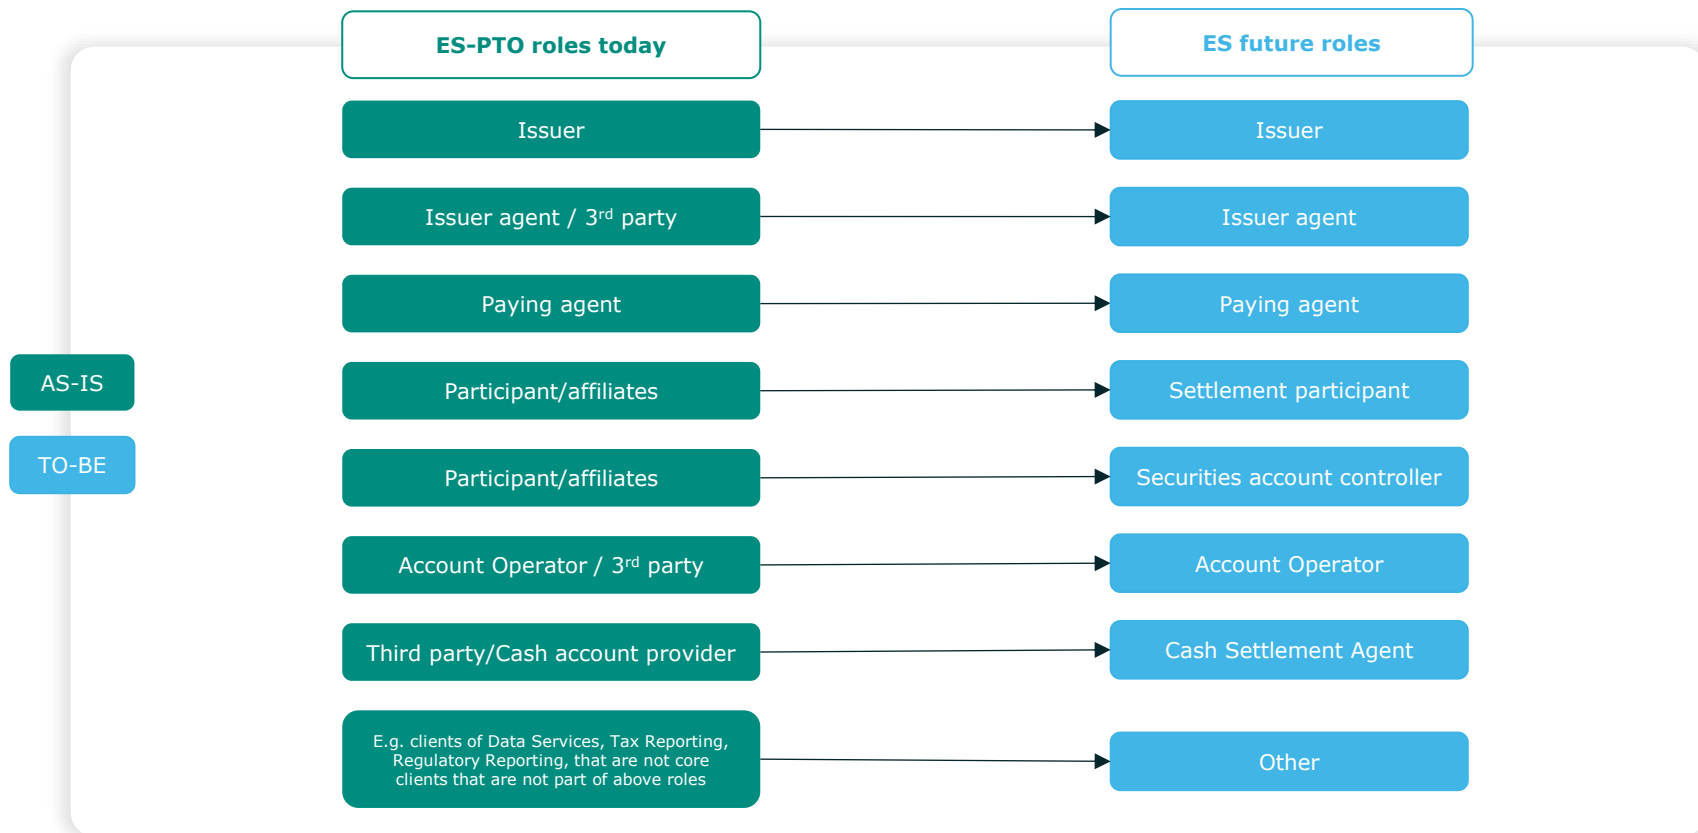 ES-PTO roles today
ES future roles
Issuer
Issuer
Issuer agent / 3rd party
Issuer agent
Paying agent
Paying agent
AS-IS
Participant/affiliates
Settlement participant
TO-BE
Participant/affiliates
Securities account controller
Account Operator / 3rd party
Account Operator
Third party/Cash account provider
Cash Settlement Agent
E.g. clients of Data Services, Tax Reporting,
Regulatory Reporting, that are not core
clients that are not part of above roles
Other